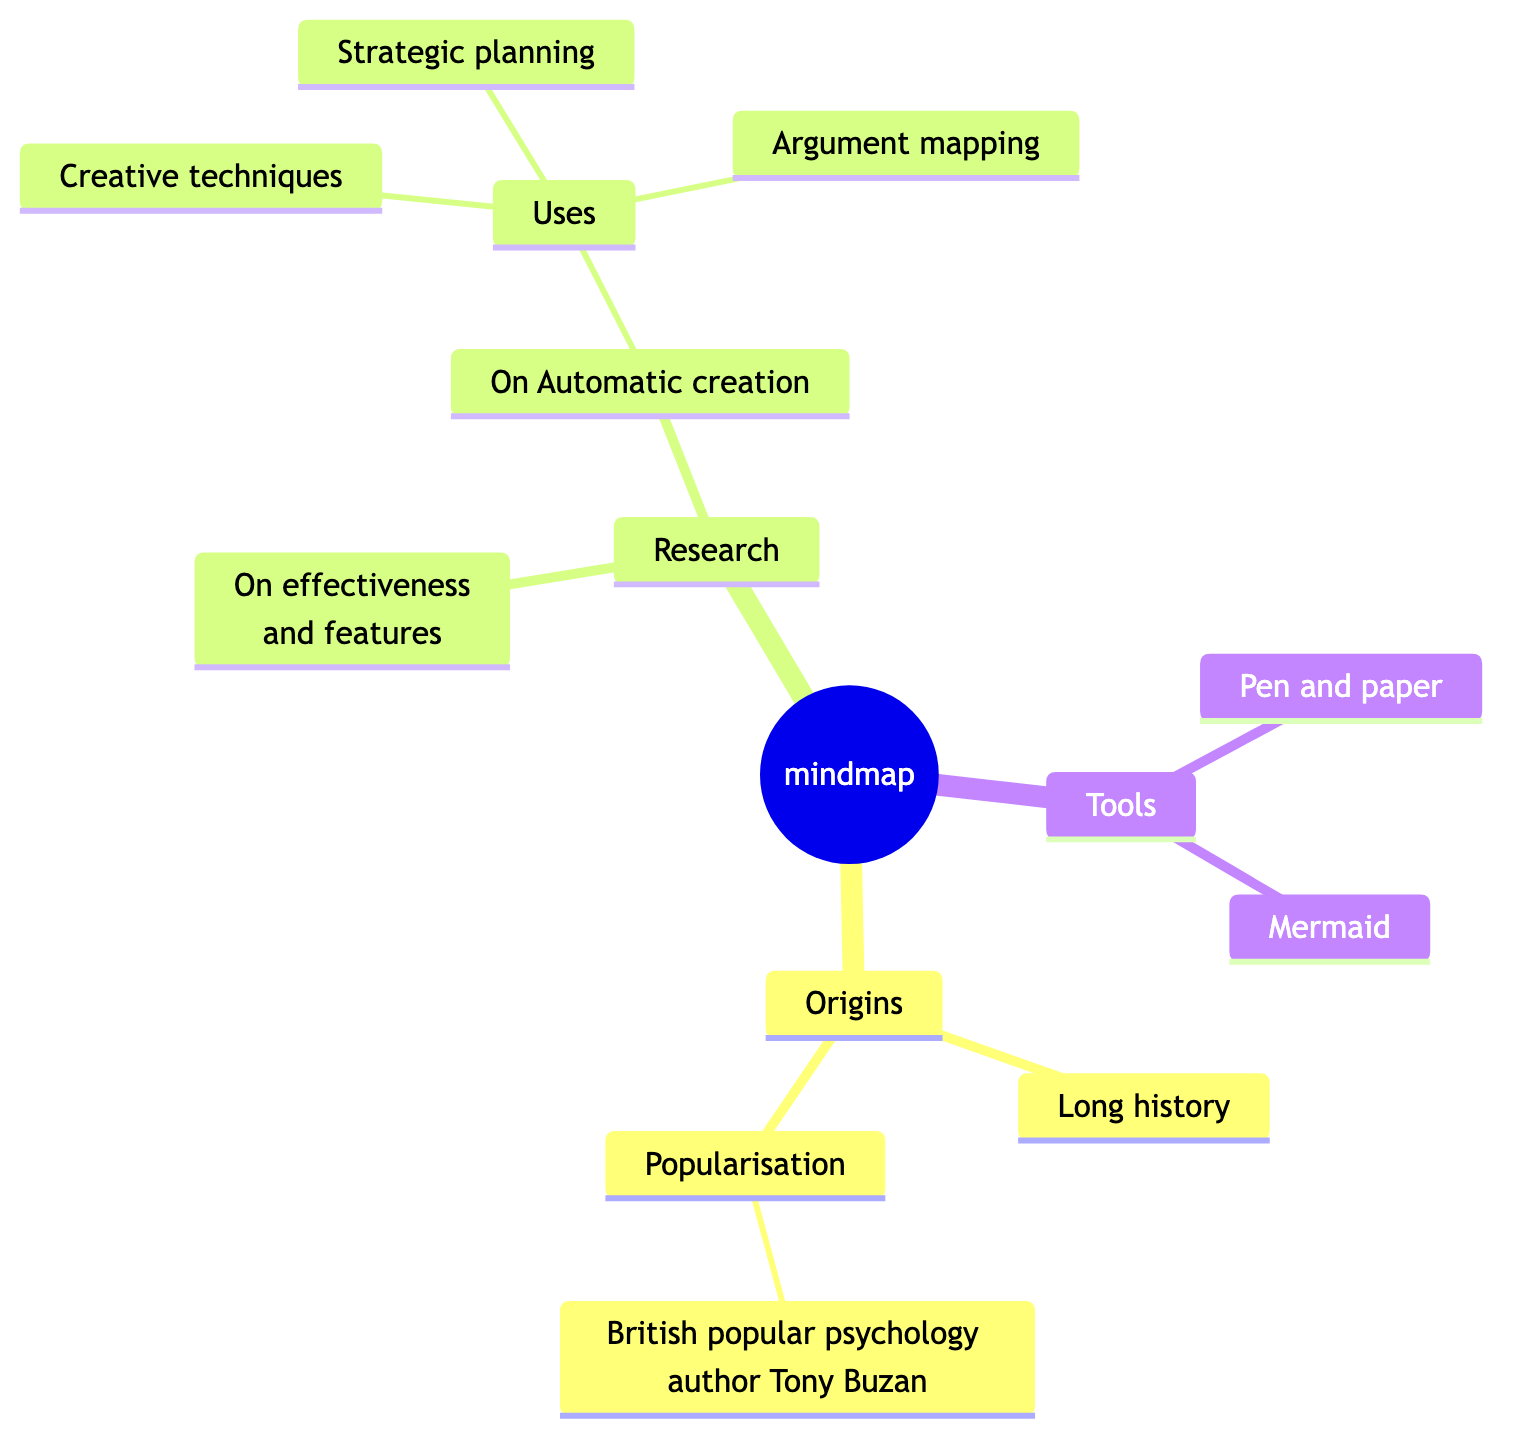 Strategic planning
Argument mapping
Creative techniques
Uses
On Automatic creation
Research
On effectiveness
and features
Pen and paper
mindmap
Tools
Mermaid
Origins
Long history
Popularisation
British popular psychology
author Tony Buzan